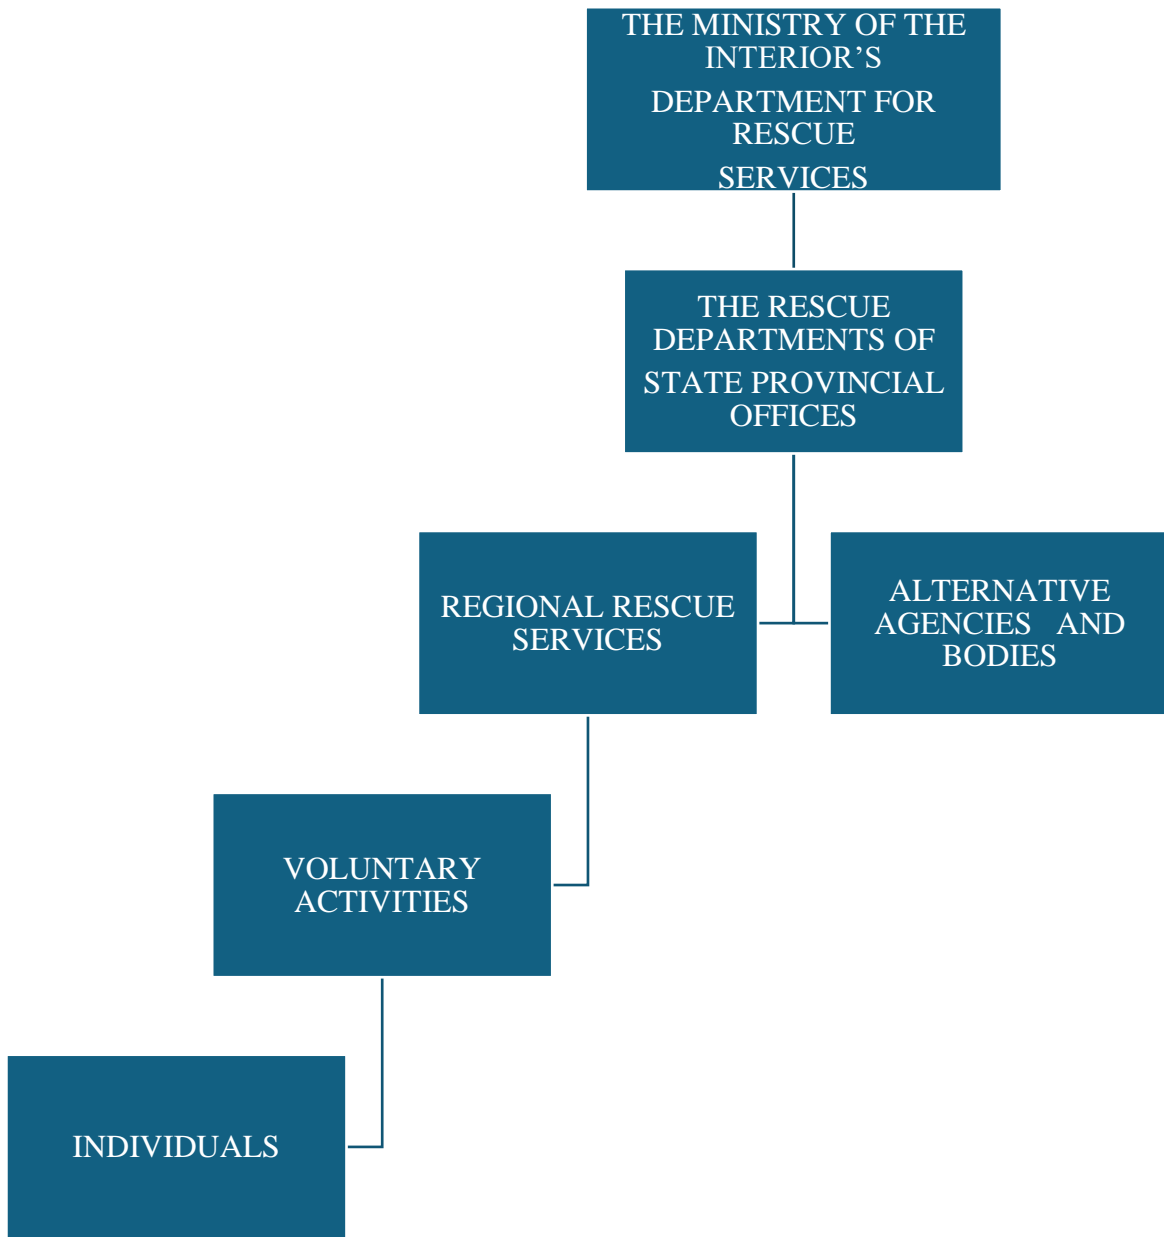 THE MINISTRY OF THE
INTERIOR’S
DEPARTMENT FOR
RESCUE
SERVICES
THE RESCUE
DEPARTMENTS OF
STATE PROVINCIAL
OFFICES
REGIONAL RESCUE
SERVICES
ALTERNATIVE
AGENCIES AND
BODIES
VOLUNTARY
ACTIVITIES
INDIVIDUALS